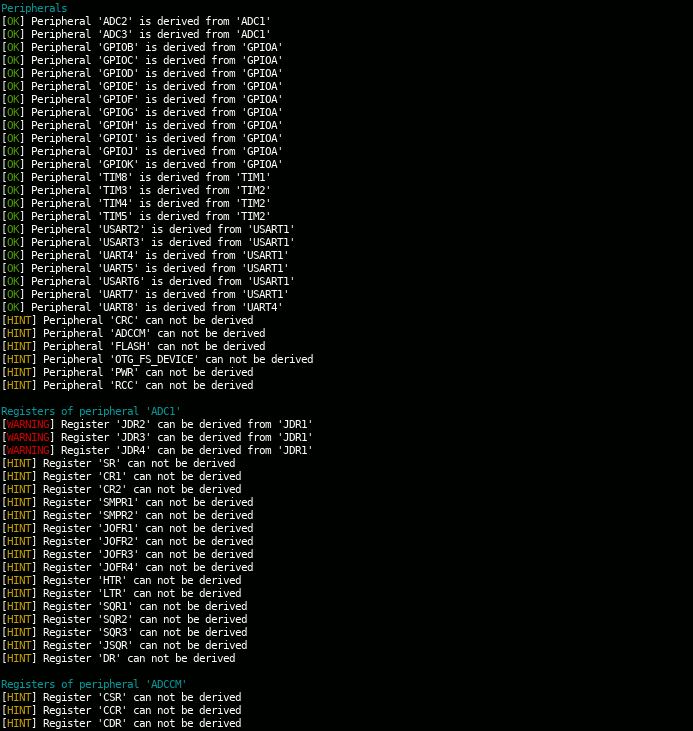 Peripherals
[OK] Peripheral 'ADC2' is derived from 'ADC1'
[OK] Peripheral 'ADC3' is derived from 'ADC1'
[OK] Peripheral 'GPIOB' is derived from 'GPIOA'
[OK] Peripheral 'GPIOC' is derived from 'GPIOA'
[OK] Peripheral 'GPIOD' is derived from 'GPIOA'
[OK] Peripheral 'GPIOE' is derived from 'GPIOA'
[OK] Peripheral 'GPIOF' is derived from 'GPIOA'
[OK] Peripheral 'GPIOG' is derived from 'GPIOA'
[OK] Peripheral 'GPIOH' is derived from 'GPIOA'
[OK] Peripheral 'GPIOI' is derived from 'GPIOA'
[OK] Peripheral 'GPIOJ' is derived from 'GPIOA'
[OK] Peripheral 'GPIOK' is derived from 'GPIOA'
[OK] Peripheral 'TIM8' is derived from 'TIM1'
[OK] Peripheral 'TIM3' is derived from 'TIM2'
[OK] Peripheral 'TIM4' is derived from 'TIM2'
[OK] Peripheral 'TIM5' is derived from 'TIM2'
[OK] Peripheral 'USART2' is derived from 'USART1'
[OK] Peripheral 'USART3' is derived from 'USART1'
[OK] Peripheral 'UART4' is derived from 'USART1'
[OK] Peripheral 'UART5' is derived from 'USART1'
[OK] Peripheral 'USART6' is derived from 'USART1'
[OK] Peripheral 'UART7' is derived from 'USART1'
[OK] Peripheral 'UART8' is derived from 'UART4'
[HINT] Peripheral 'CRC' can not be derived
[HINT] Peripheral 'ADCCM' can not be derived
[HINT] Peripheral 'FLASH' can not be derived
[HINT] Peripheral 'OTG_FS_DEVICE' can not be derived
[HINT] Peripheral 'PWR' can not be derived
[HINT] Peripheral 'RCC' can not be derived
Registers of peripheral 'ADC1'
[WARNING] Register 'JDR2' can be derived from 'JDR1'
[WARNING] Register 'JDR3' can be derived from 'JDR1'
[WARNING] Register 'JDR4' can be derived from 'JDR1'
[HINT] Register 'SR' can not be derived
[HINT] Register 'CR1' can not be derived
[HINT] Register 'CR2' can not be derived
[HINT] Register 'SMPR1' can not be derived
[HINT] Register 'SMPR2' can not be derived
[HINT] Register 'JOFR1' can not be derived
[HINT] Register 'JOFR2' can not be derived
[HINT] Register 'JOFR3' can not be derived
[HINT] Register 'JOFR4' can not be derived
[HINT] Register 'HTR' can not be derived
[HINT] Register 'LTR' can not be derived
[HINT] Register 'SQR1' can not be derived
[HINT] Register 'SQR2' can not be derived
[HINT] Register 'SQR3' can not be derived
[HINT] Register 'JSQR' can not be derived
[HINT] Register 'DR' can not be derived
Registers of peripheral 'ADCCM'
[HINT] Register 'CSR' can not be derived
[HINT] Register 'CCR' can not be derived
[HINT] Register 'CDR' can not be derived